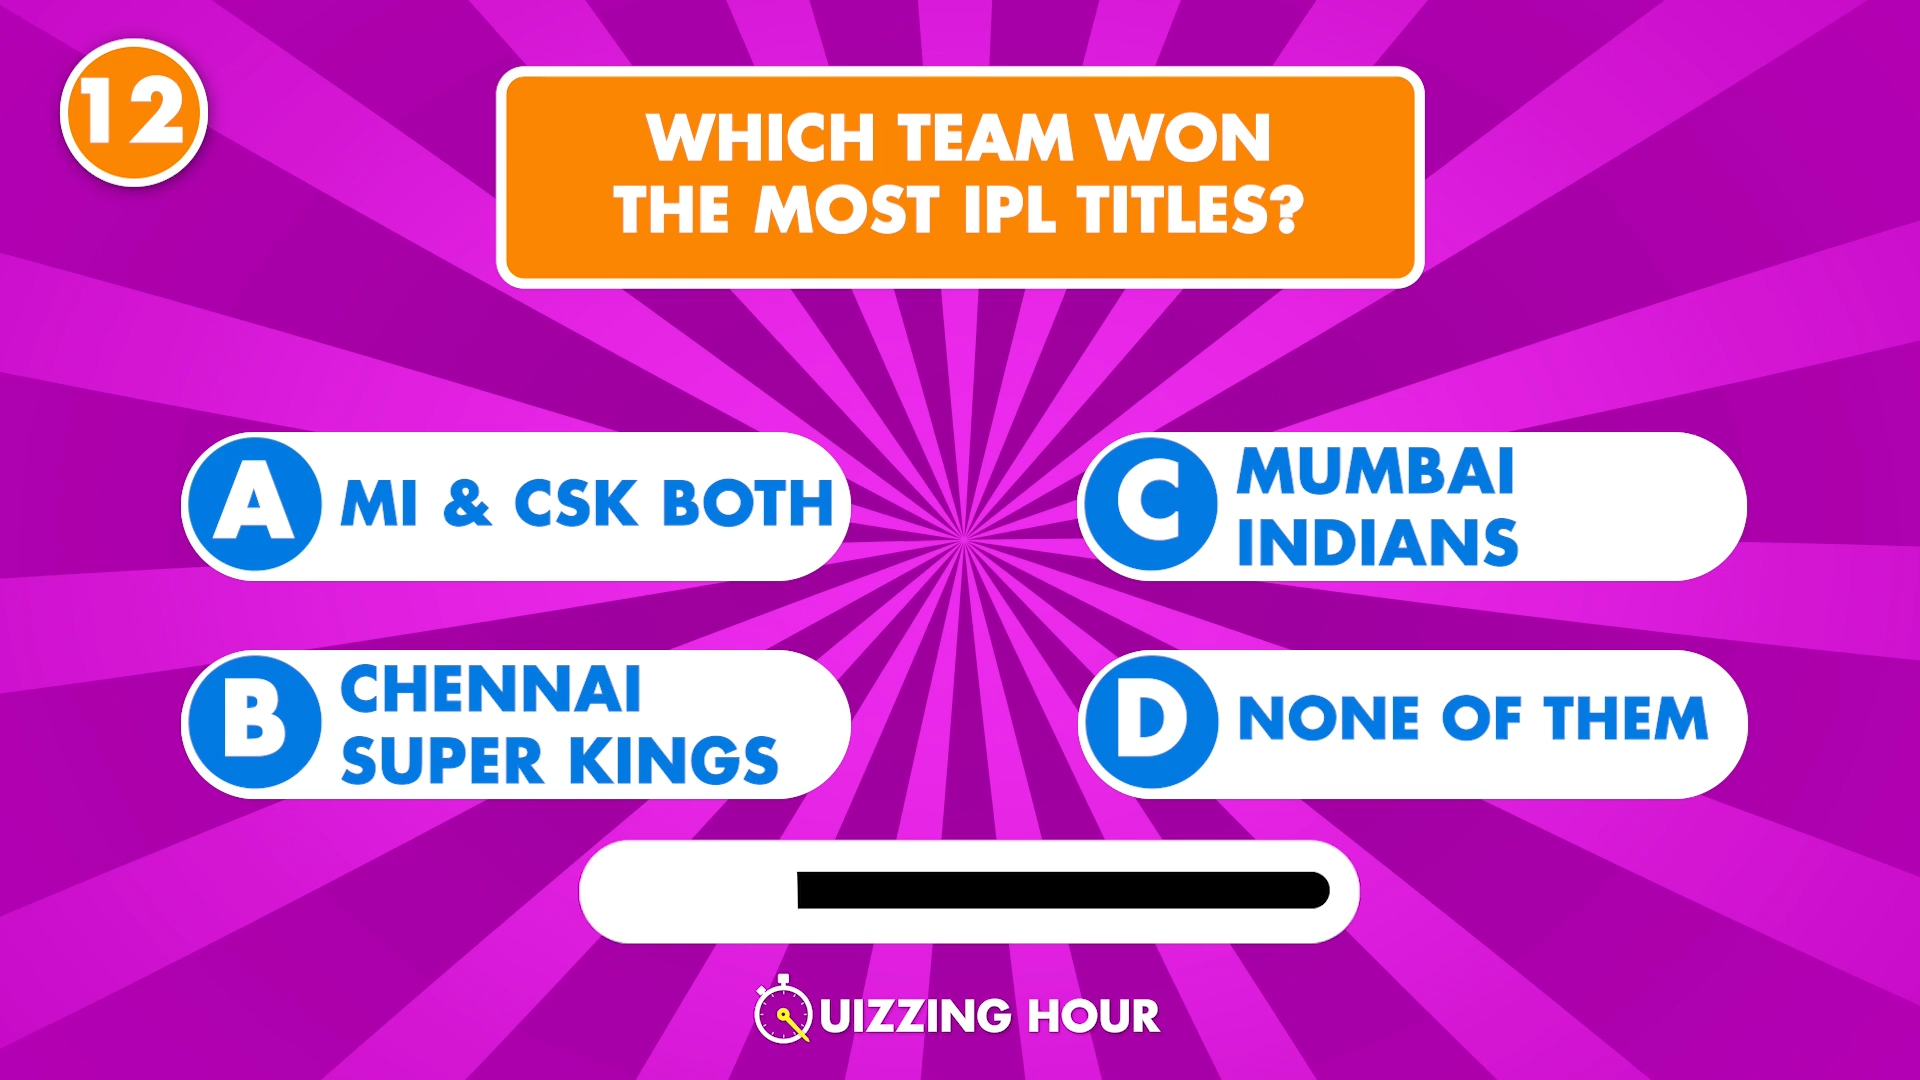 12
WHICH TEAM WON
THE MOST IPL TITLES?
A MI & CSK BOTH
B CHENNAI
SUPER KINGS
C MUMBAI
INDIANS
D NONE OF THEM
QUIZZING HOUR